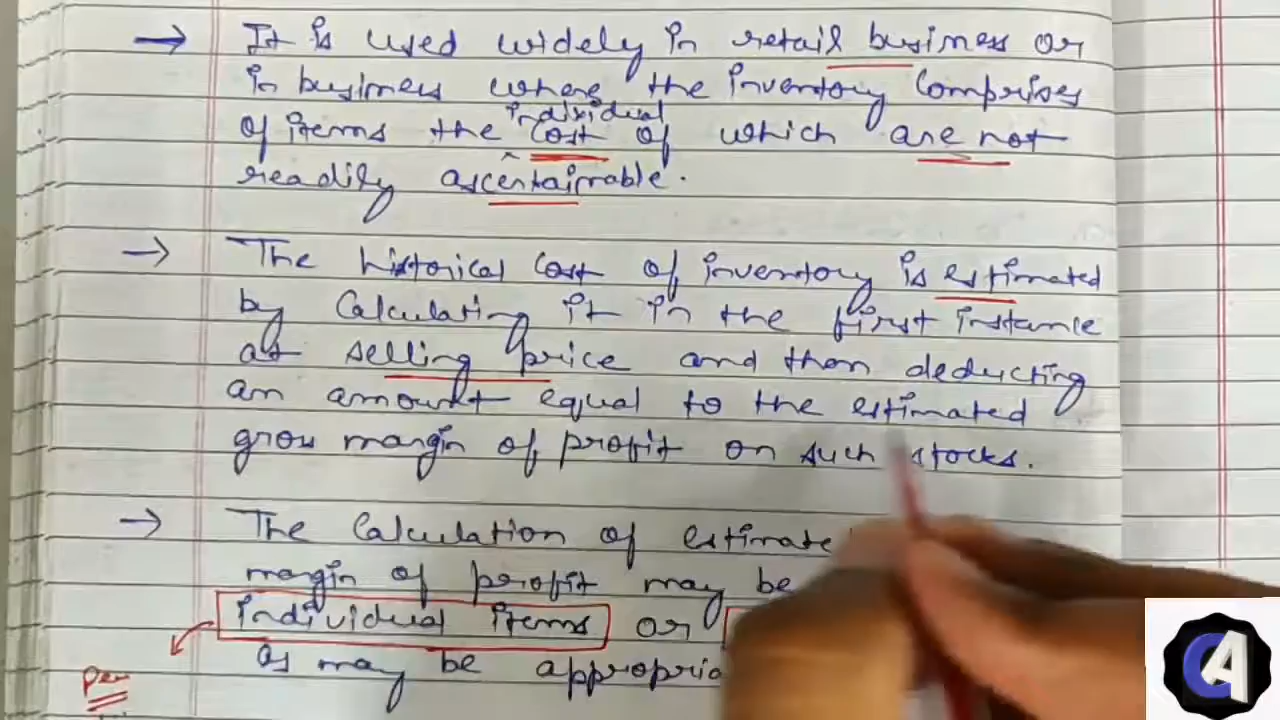 → It is used widely in retail business or
in business where the inventory comprises
individual
of items the cost of which are not
readily ascertainable.
→ The historical cost of inventory is estimated
by calculating it in the first instance
at selling price and then deducting
an amount equal to the estimated
gross margin of profit on such stocks.
→ The calculation of estimate
margin of profit may be
individual items or
as may be appropria
Pen
CA